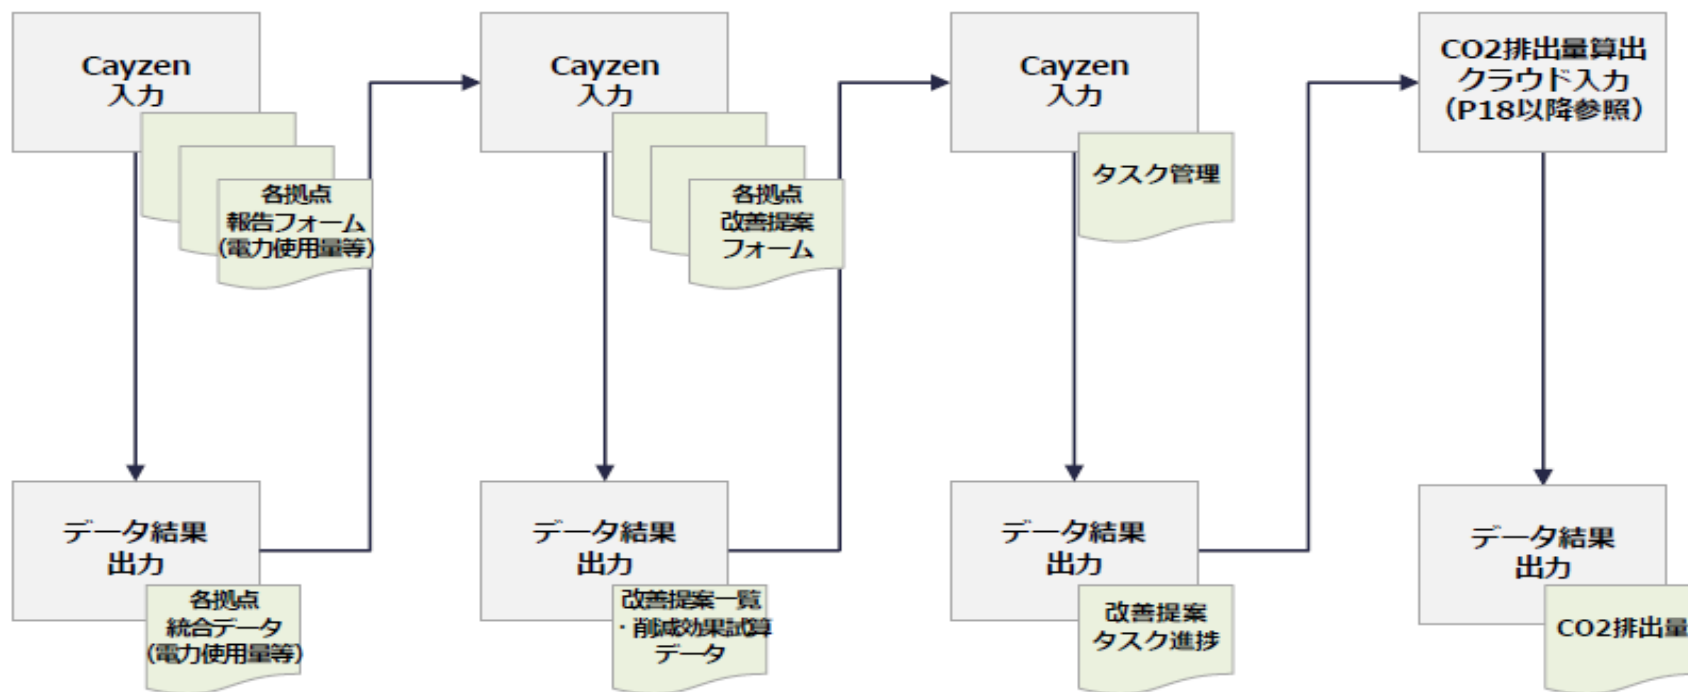 Cayzen
入力
各拠点
報告フォーム
（電力使用量等）
データ結果
出力
各拠点
統合データ
（電力使用量等）
Cayzen
入力
各拠点
改善提案
フォーム
データ結果
出力
改善提案一覧
・削減効果試算
データ
Cayzen
入力
タスク管理
データ結果
出力
改善提案
タスク進捗
CO2排出量算出
クラウド入力
（P18以降参照）
データ結果
出力
CO2排出量